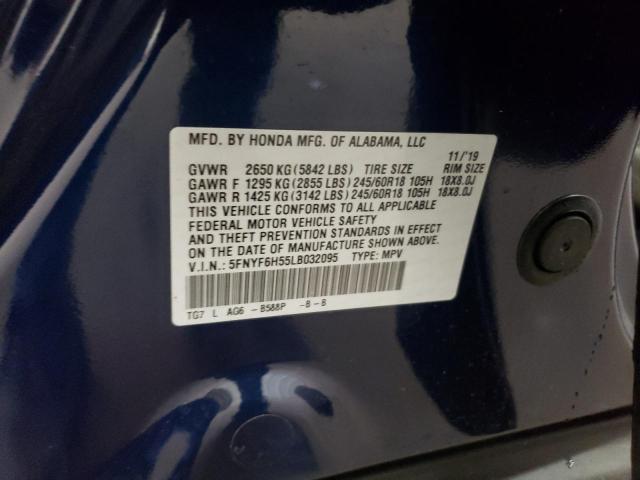 MFD. BY HONDA MFG. OF ALABAMA, LLC
11/'19
GVWR 2650 KG (5842 LBS) TIRE SIZE RIM SIZE
GAWR F 1295 KG (2855 LBS) 245/60R18 105H 18X8.0J
GAWR R 1425 KG (3142 LBS) 245/60R18 105H 18X8.0J
THIS VEHICLE CONFORMS TO ALL APPLICABLE
FEDERAL MOTOR VEHICLE SAFETY
AND THEFT PREVENTION STANDARDS IN EFFECT
ON THE DATE OF MANUFACTURE SHOWN ABOVE.
V.I.N.: 5FNYF6H55LB032095 TYPE: MPV
TG7 L AG6 -B588P -B-B